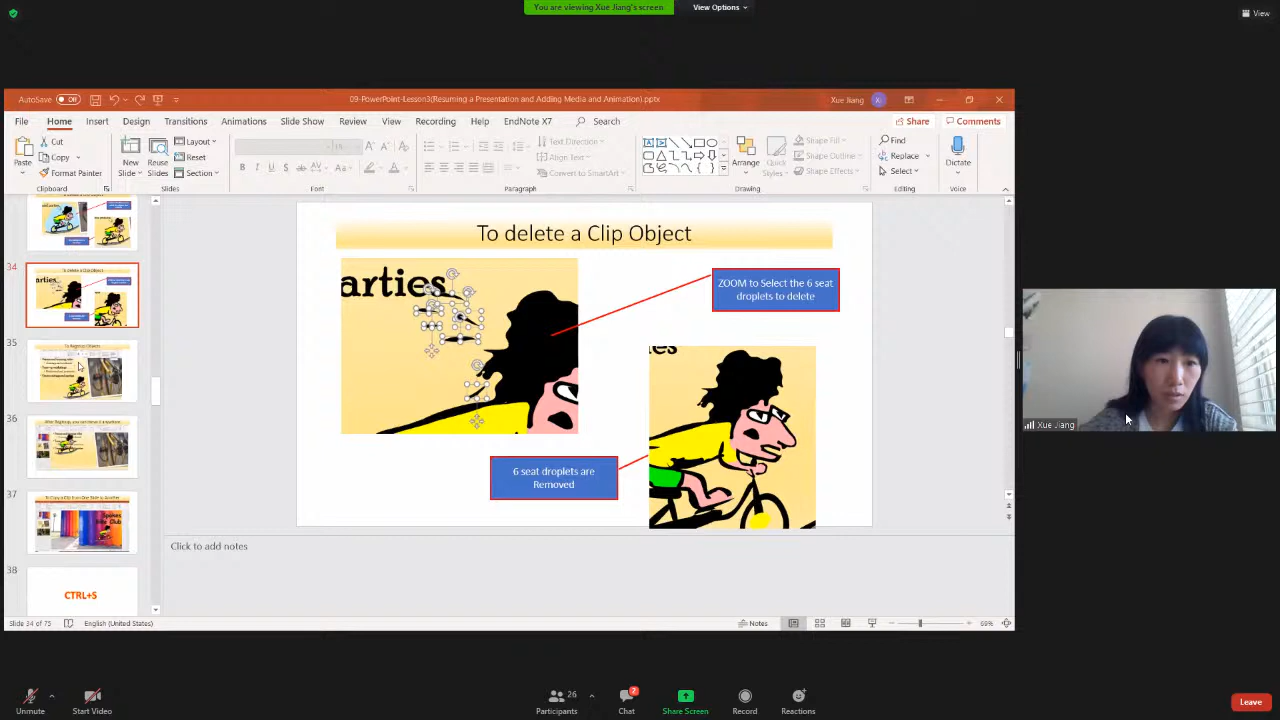 You are viewing Xue Jiang's screen
View Options
View
AutoSave Off
09-PowerPoint-Lesson3(Resuming a Presentation and Adding Media and Animation).pptx
Xue Jiang
XJ
File Home Insert Design Transitions Animations Slide Show Review View Recording Help EndNote X7 Search
Share Comments
Paste
Cut
Copy
Format Painter
Clipboard
New Slide
Reuse Slides
Layout
Reset
Section
Slides
Font
Text Direction
Align Text
Convert to SmartArt
Paragraph
Arrange
Quick Styles
Shape Fill
Shape Outline
Shape Effects
Drawing
Find
Replace
Select
Editing
Dictate
Voice
34
35
36
37
38
CTRL+S
To delete a Clip Object
arties
ZOOM to Select the 6 seat
droplets to delete
ies
6 seat droplets are
Removed
Click to add notes
Slide 34 of 75
English (United States)
Notes
59%
Xue Jiang
Unmute
Start Video
26
Participants
2
Chat
Share Screen
Record
Reactions
Leave